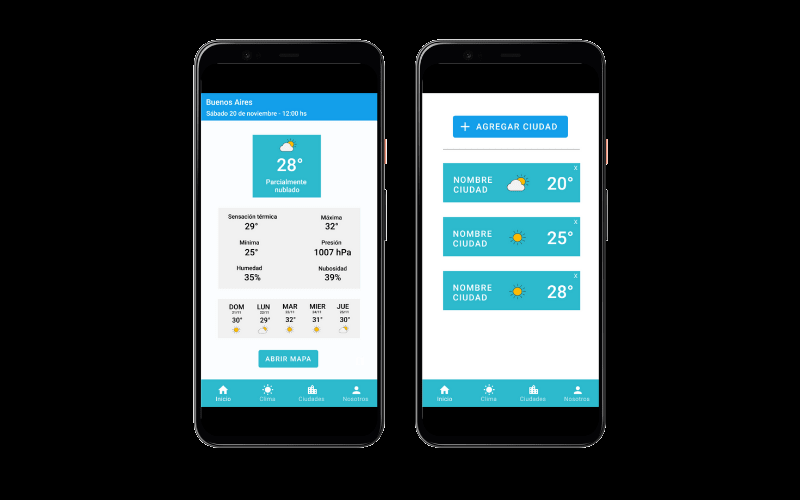 Buenos Aires
Sábado 20 de noviembre - 12:00 hs
28°
Parcialmente
nublado
Sensación térmica Máxima
29° 32°
Mínima Presión
25° 1007 hPa
Humedad Nubosidad
35% 39%
DOM LUN MAR MIER JUE
21/11 22/11 23/11 24/11 25/11
30° 29° 32° 31° 30°
ABRIR MAPA
Inicio Clima Ciudades Nosotros
+ AGREGAR CIUDAD
x
NOMBRE
CIUDAD
20°
x
NOMBRE
CIUDAD
25°
x
NOMBRE
CIUDAD
28°
Inicio Clima Ciudades Nosotros